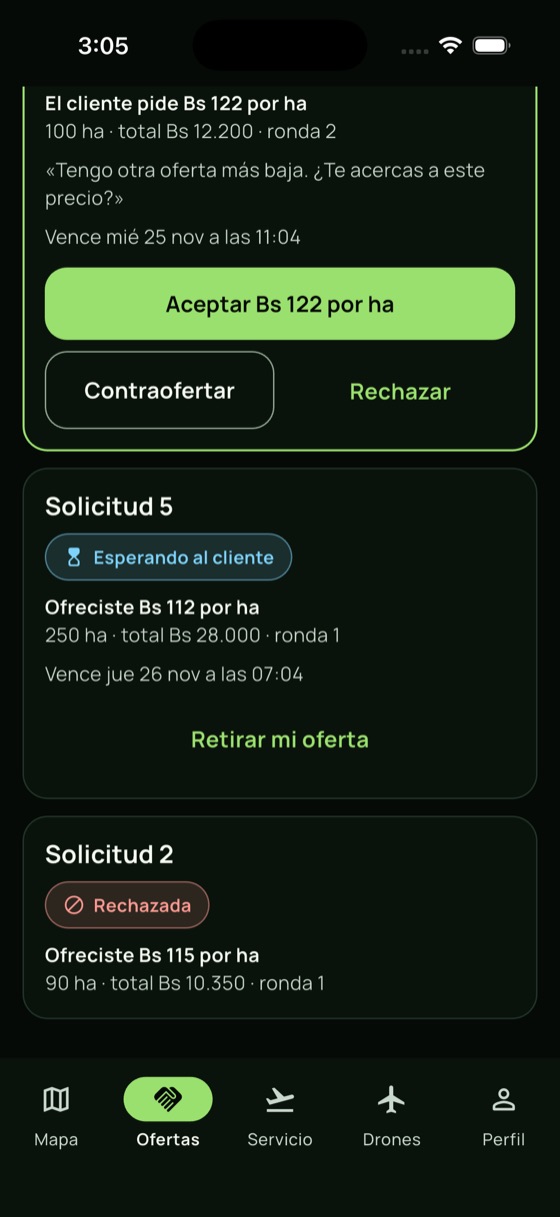 3:05
El cliente pide Bs 122 por ha
100 ha · total Bs 12.200 · ronda 2
«Tengo otra oferta más baja. ¿Te acercas a este
precio?»
Vence mié 25 nov a las 11:04
Aceptar Bs 122 por ha
Contraofertar
Rechazar
Solicitud 5
Esperando al cliente
Ofreciste Bs 112 por ha
250 ha · total Bs 28.000 · ronda 1
Vence jue 26 nov a las 07:04
Retirar mi oferta
Solicitud 2
Rechazada
Ofreciste Bs 115 por ha
90 ha · total Bs 10.350 · ronda 1
Mapa
Ofertas
Servicio
Drones
Perfil